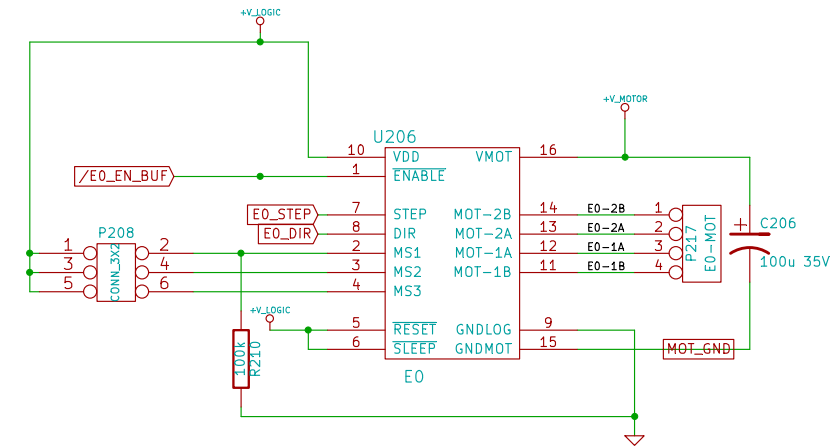 +V_LOGIC
U206
+V_MOTOR
10 VDD VMOT 16
/E0_EN_BUF 1 ENABLE
E0_STEP 7 STEP MOT-2B 14 E0-2B 1
E0_DIR 8 DIR MOT-2A 13 E0-2A 2
P208
1 2 2 MS1 MOT-1A 12 E0-1A 3
3 4 3 MS2 MOT-1B 11 E0-1B 4
5 6 4 MS3
CONN_3X2
P217
E0-MOT
+
C206
100u 35V
+V_LOGIC
5 RESET GNDLOG 9
6 SLEEP GNDMOT 15 MOT_GND
100k
R210
E0